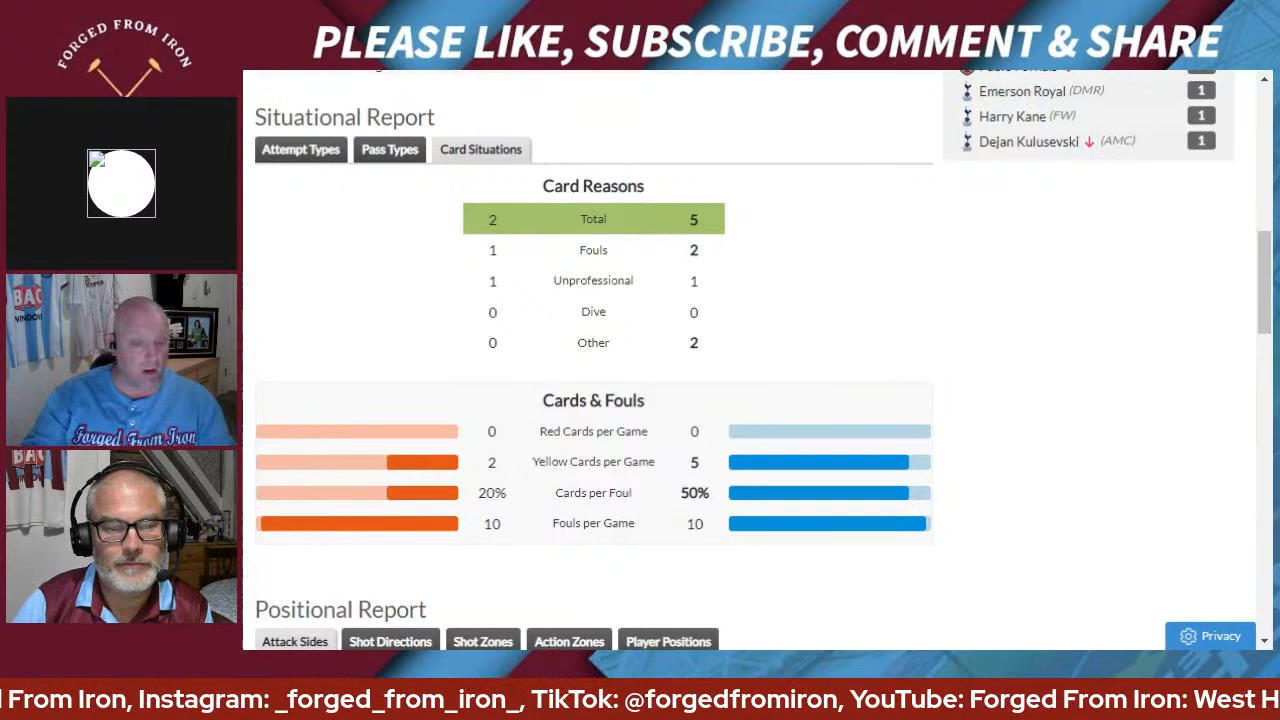 FORGED FROM IRON
PLEASE LIKE, SUBSCRIBE, COMMENT & SHARE
Emerson Royal (DMR) 1
Harry Kane (FW) 1
Dejan Kulusevski (AMC) 1
Situational Report
Attempt Types Pass Types Card Situations
Card Reasons
2 Total 5
1 Fouls 2
1 Unprofessional 1
0 Dive 0
0 Other 2
Cards & Fouls
0 Red Cards per Game 0
2 Yellow Cards per Game 5
20% Cards per Foul 50%
10 Fouls per Game 10
Positional Report
Attack Sides Shot Directions Shot Zones Action Zones Player Positions
Privacy
BAC
WINDOW
Forged From Iron
BAC
d From Iron, Instagram: _forged_from_iron_, TikTok: @forgedfromiron, YouTube: Forged From Iron: West H